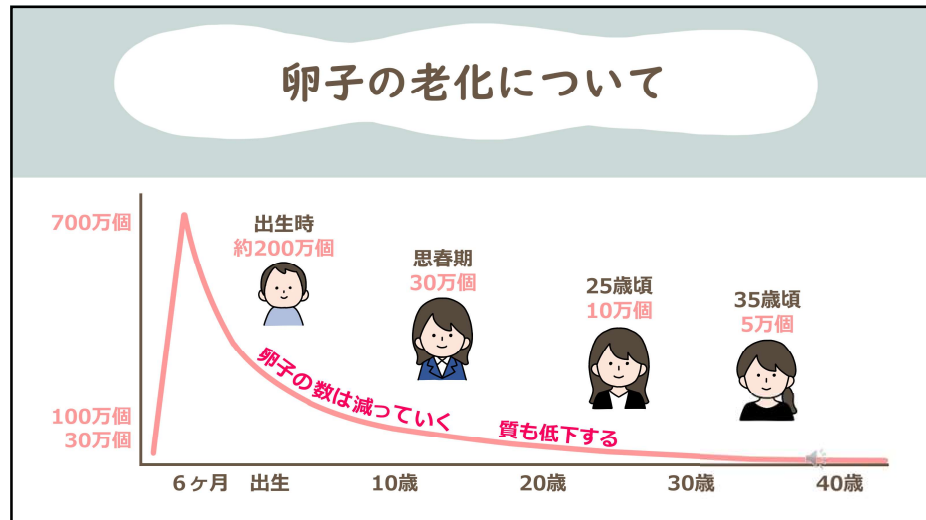 卵子の老化について
700万個
100万個
30万個
出生時
約200万個
思春期
30万個
25歳頃
10万個
35歳頃
5万個
卵子の数は減っていく
質も低下する
6ヶ月 出生 10歳 20歳 30歳 40歳